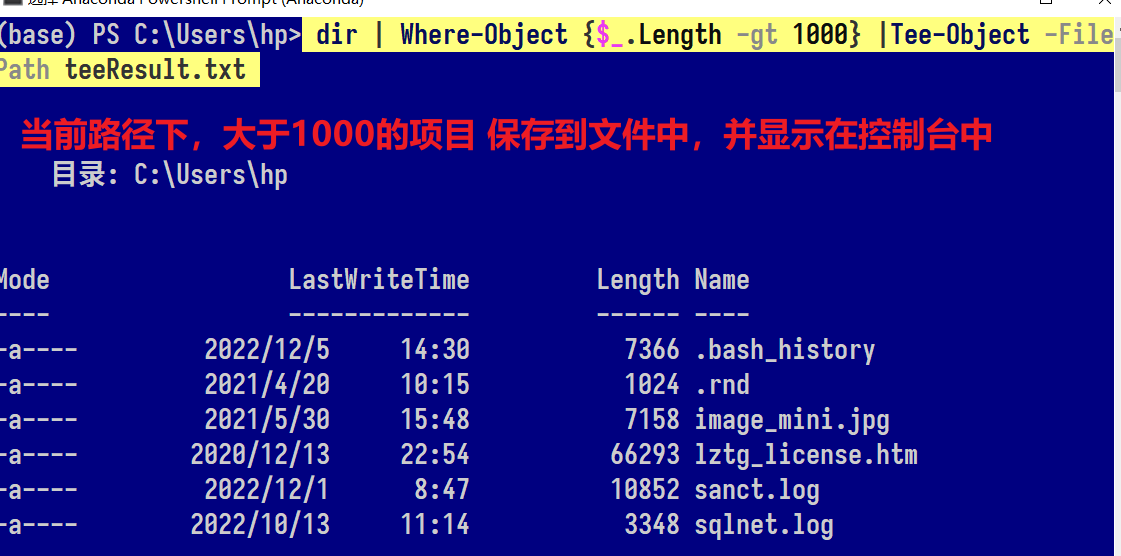 选择 Anaconda Powershell Prompt (Anaconda)
(base) PS C:\Users\hp> dir | Where-Object {$_.Length -gt 1000} |Tee-Object -File
Path teeResult.txt
当前路径下，大于1000的项目 保存到文件中，并显示在控制台中
目录: C:\Users\hp
Mode LastWriteTime Length Name
---- ------------- ------ ----
-a---- 2022/12/5 14:30 7366 .bash_history
-a---- 2021/4/20 10:15 1024 .rnd
-a---- 2021/5/30 15:48 7158 image_mini.jpg
-a---- 2020/12/13 22:54 66293 lztg_license.htm
-a---- 2022/12/1 8:47 10852 sanct.log
-a---- 2022/10/13 11:14 3348 sqlnet.log